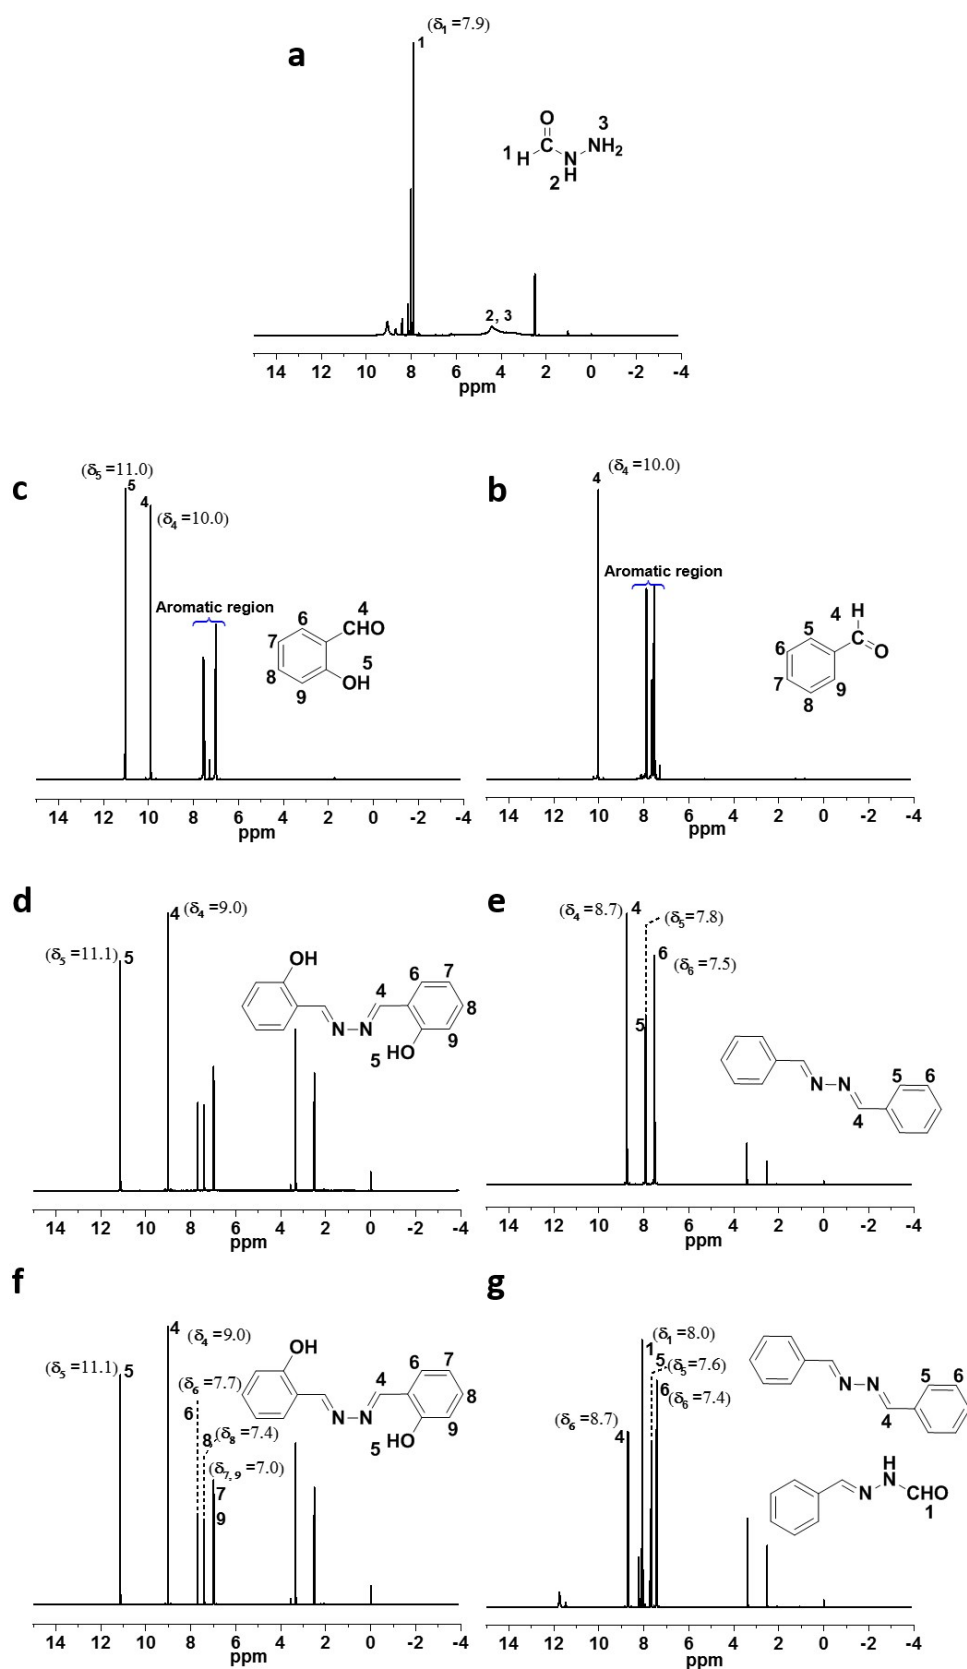 a
(δ1 =7.9)
1
O
3
1 H C N NH2
H
2
2, 3
14 12 10 8 6 4 2 0 -2 -4
ppm
c
(δ5 =11.0)
5
4
(δ4 =10.0)
Aromatic region
6 4
7 CHO
8 5
9 OH
14 12 10 8 6 4 2 0 -2 -4
ppm
b
4 (δ4 =10.0)
Aromatic region
H
5 4
6 C
7 O
8 9
14 12 10 8 6 4 2 0 -2 -4
ppm
d
4 (δ4 =9.0)
(δ5 =11.1) 5
OH
4 6 7
8
N N
9
5 HO
14 12 10 8 6 4 2 0 -2 -4
ppm
e
(δ4 =8.7) 4
(δ5 =7.8)
6
(δ6 =7.5)
5
5 6
N N
4
14 12 10 8 6 4 2 0 -2 -4
ppm
f
4
(δ4 =9.0)
(δ5 =11.1) 5
(δ6 =7.7)
6
8 (δ8 =7.4)
(δ7, 9 =7.0)
7
9
OH
4 6 7
8
N N
9
5 HO
14 12 10 8 6 4 2 0 -2 -4
ppm
g
(δ1 =8.0)
1
5 (δ5 =7.6)
6 (δ6 =7.4)
(δ6 =8.7)
4
5 6
N N
4
H
N N CHO
1
14 12 10 8 6 4 2 0 -2 -4
ppm